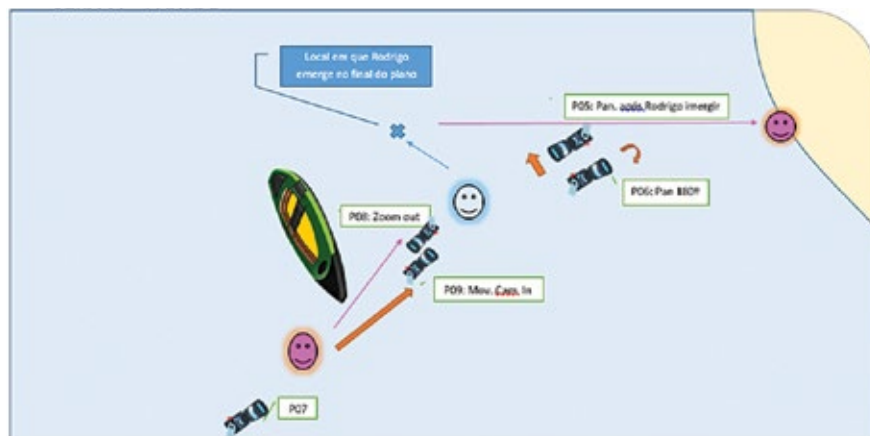 Local em que Rodrigo
emerge no final do plano
P05: Pan. após Rodrigo imergir
P06: Pan 180º
P08: Zoom out
P09: Mov. Cam. In
P07